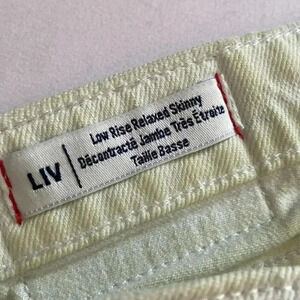 LIV
Low Rise Relaxed Skinny
Décontracté Jambe Très Étroite
Taille Basse